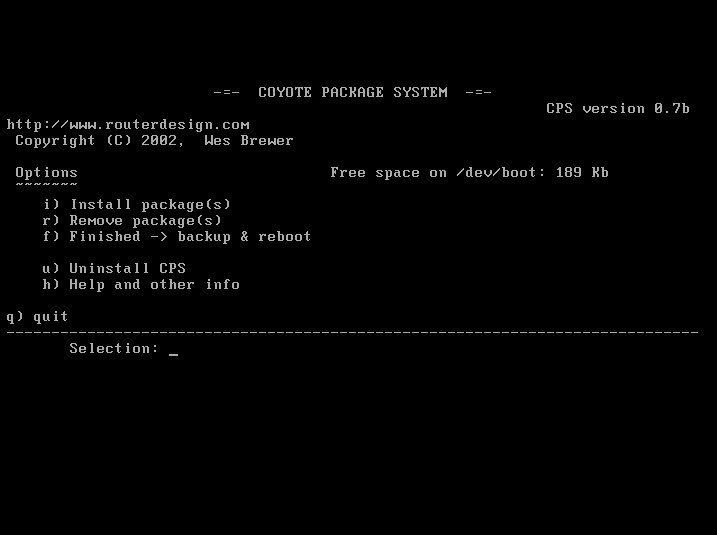 -=- COYOTE PACKAGE SYSTEM -=-
CPS version 0.7b
http://www.routerdesign.com
Copyright (C) 2002, Wes Brewer
Options Free space on /dev/boot: 189 Kb
~~~~~~~
i) Install package(s)
r) Remove package(s)
f) Finished -> backup & reboot
u) Uninstall CPS
h) Help and other info
q) quit
-----------------------------------------------------------------------------
Selection: _